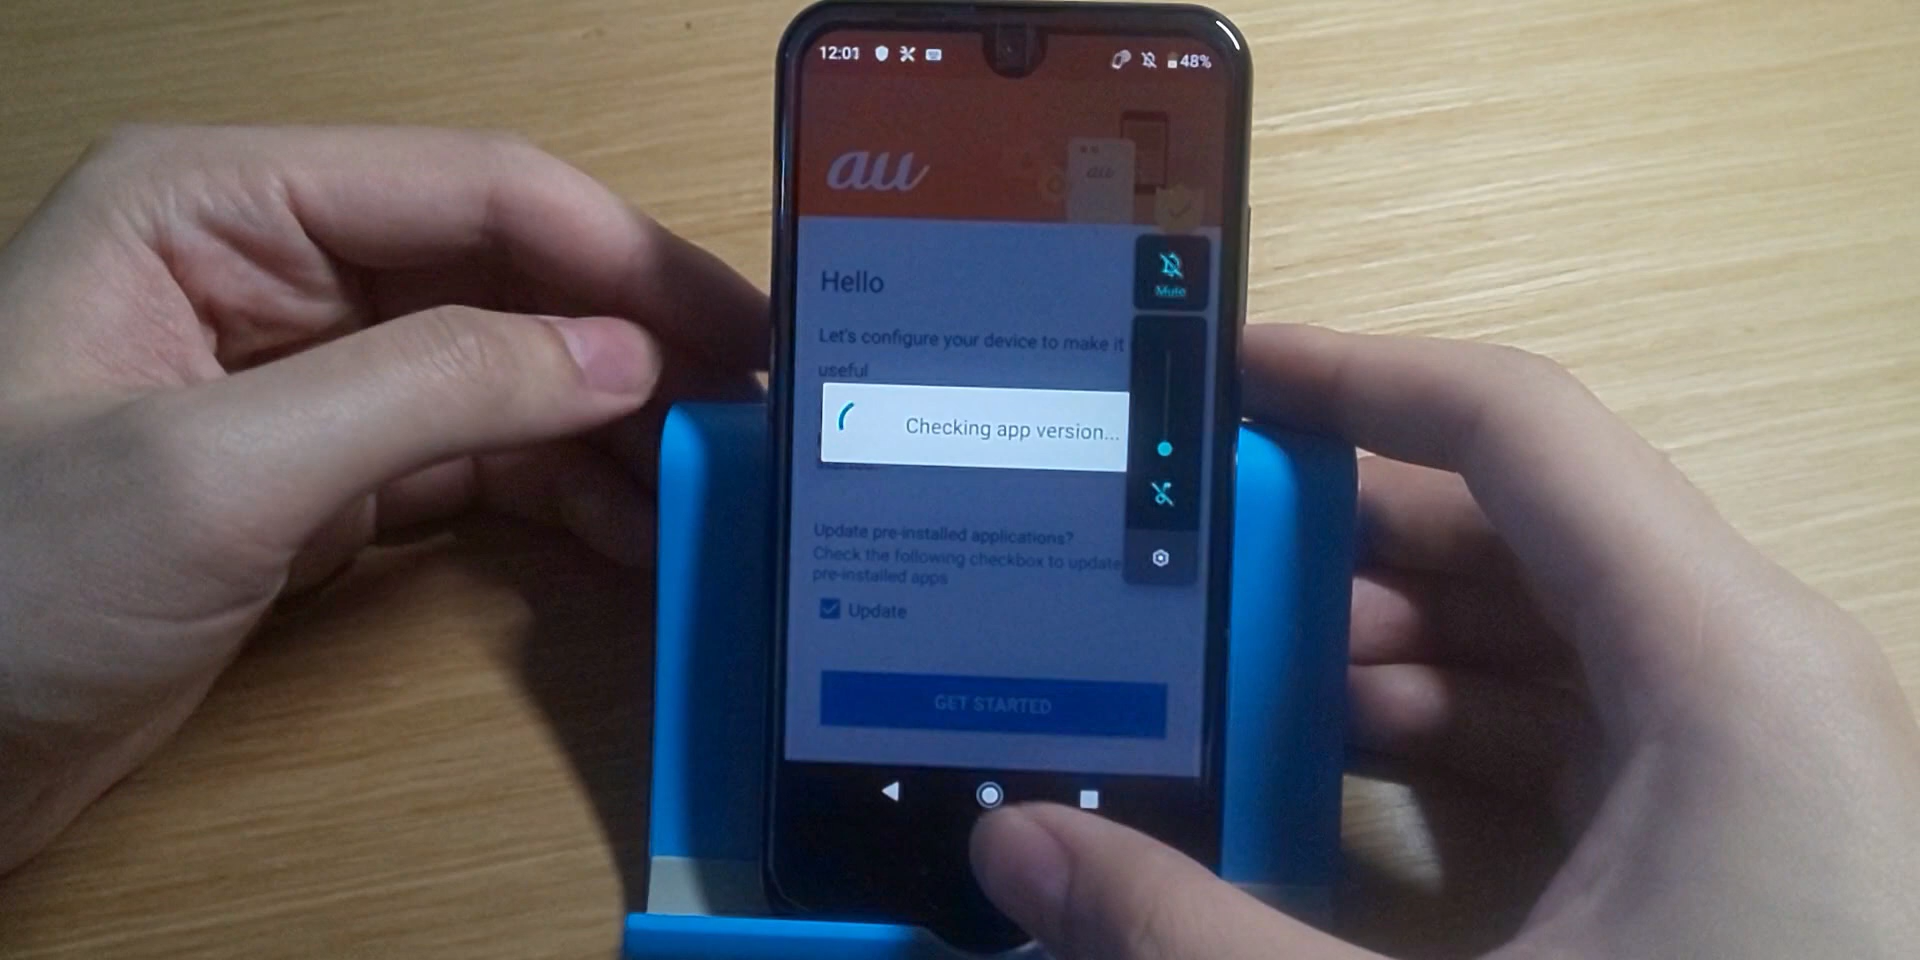 12:01
48%
au
au
Hello
Mute
Let's configure your device to make it
useful
Checking app version...
Update pre-installed applications?
Check the following checkbox to update
pre-installed apps
Update
GET STARTED